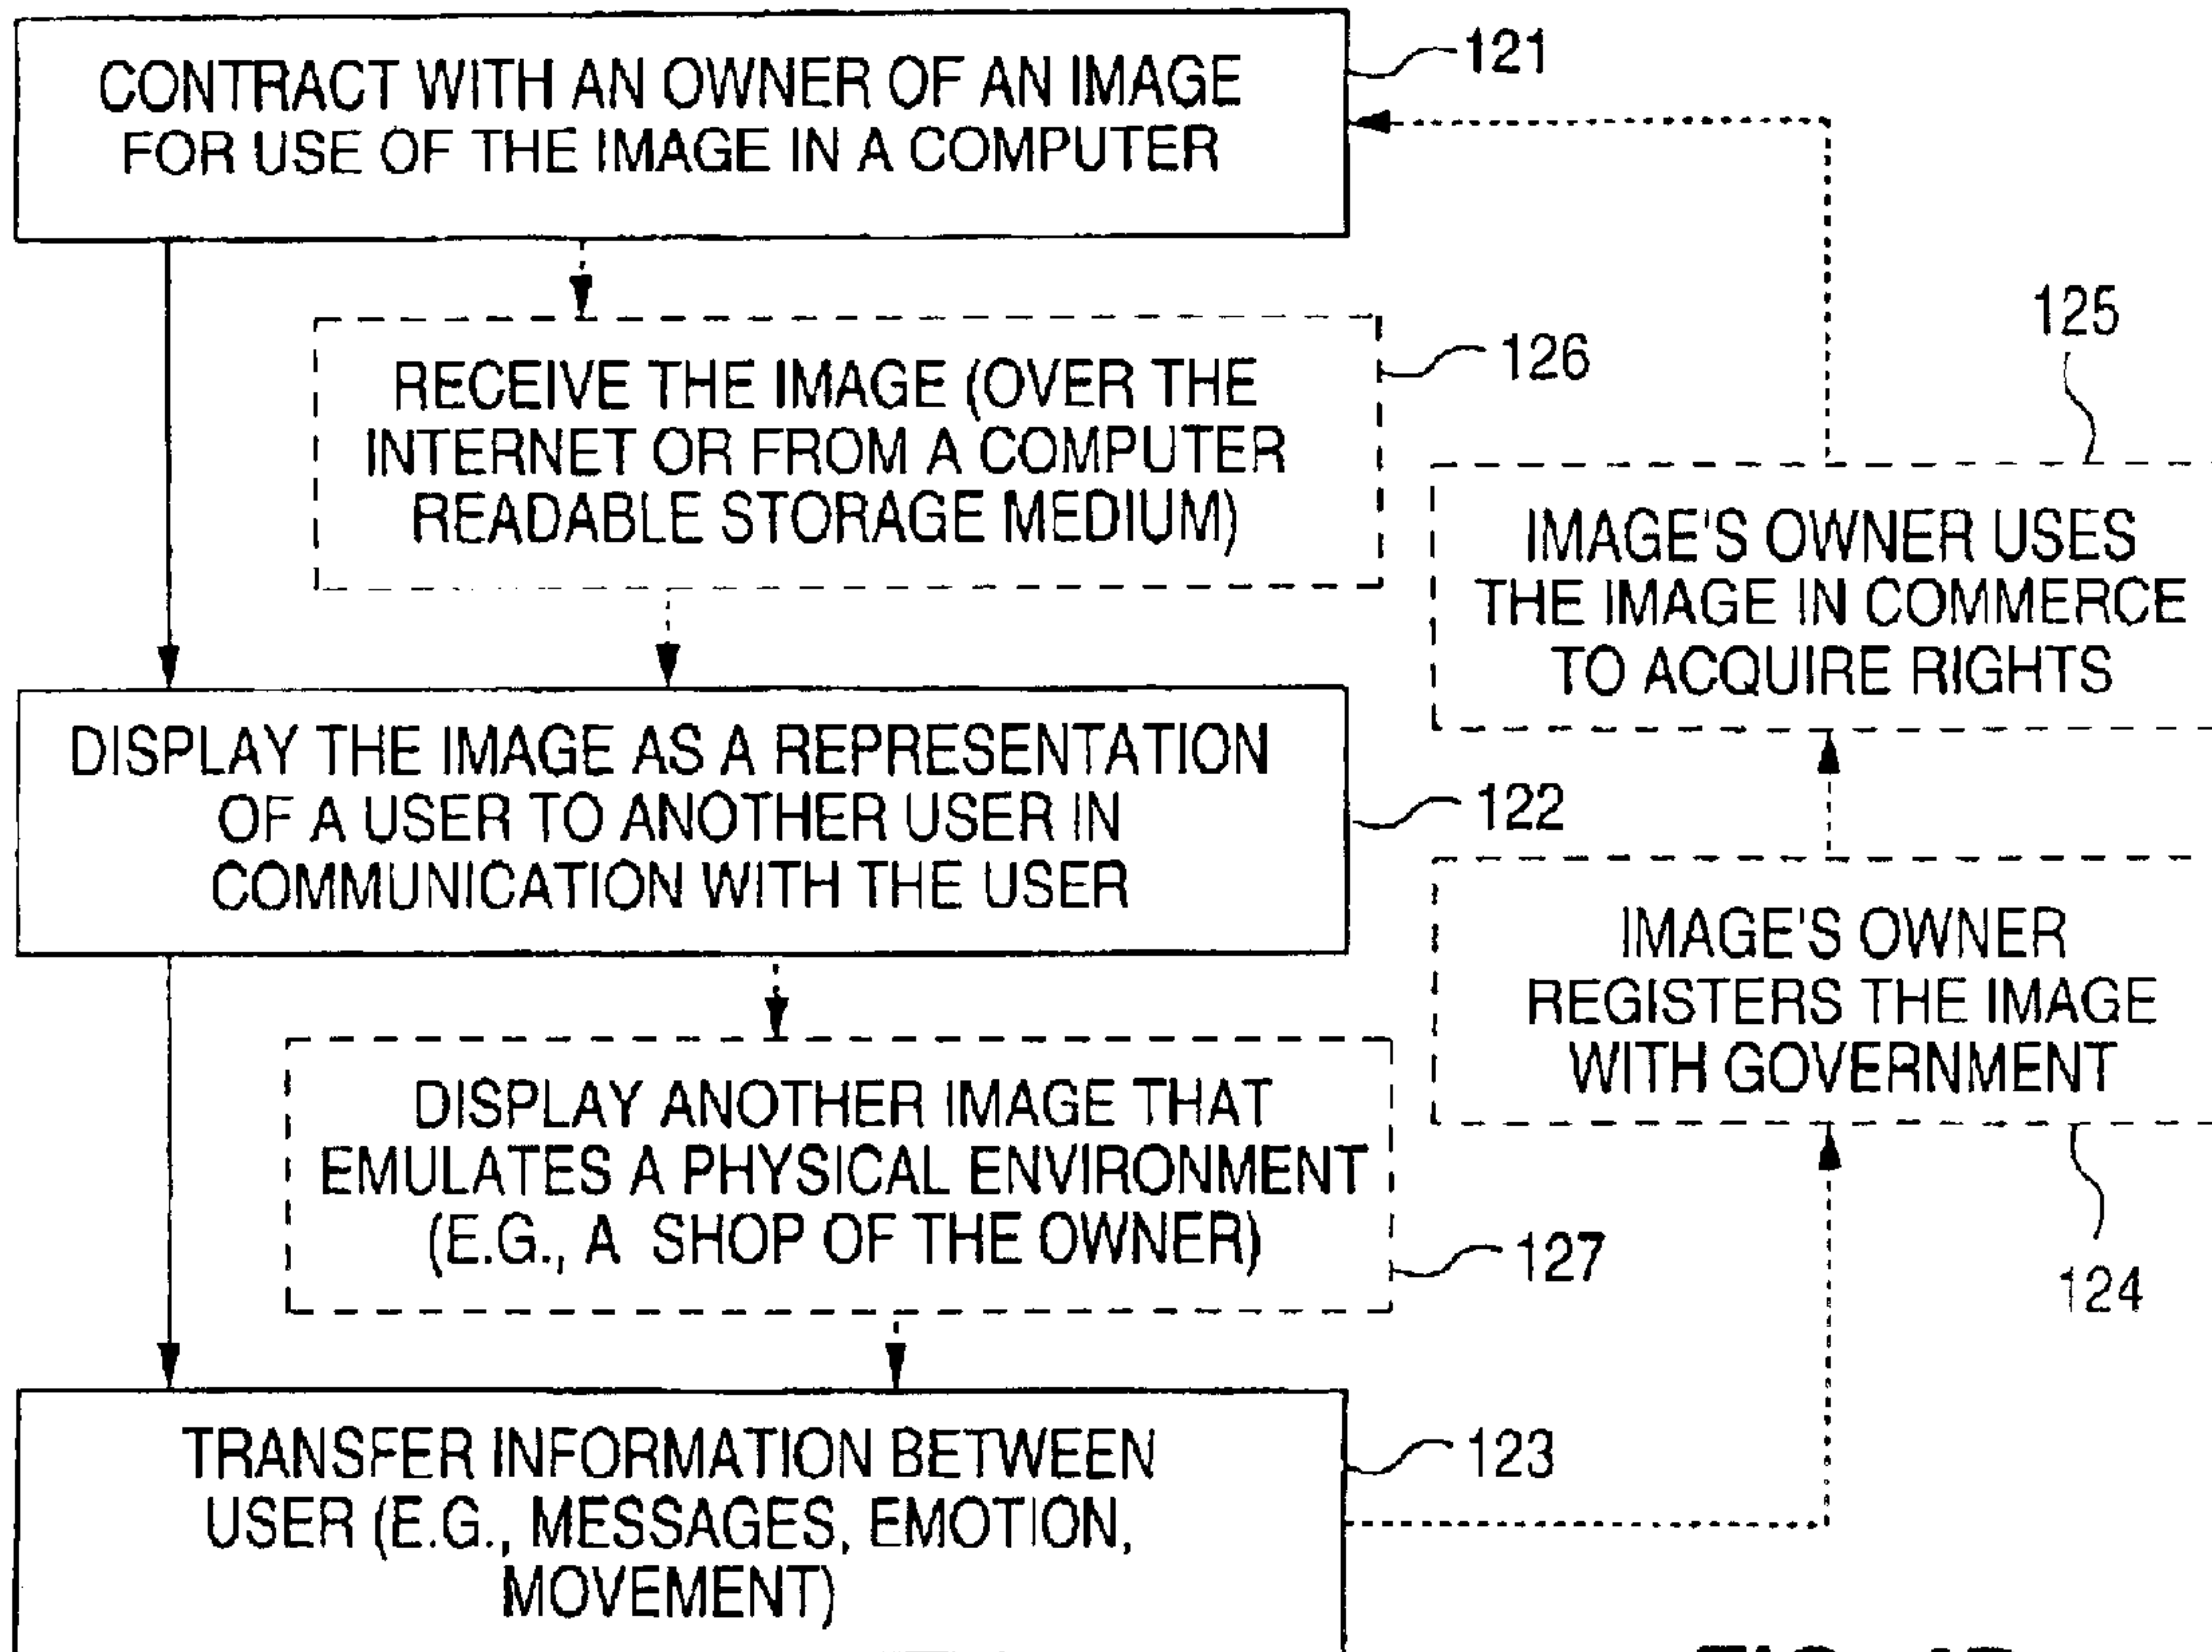 CONTRACT WITH AN OWNER OF AN IMAGE
FOR USE OF THE IMAGE IN A COMPUTER
121
RECEIVE THE IMAGE (OVER THE
INTERNET OR FROM A COMPUTER
READABLE STORAGE MEDIUM)
126
125
IMAGE'S OWNER USES
THE IMAGE IN COMMERCE
TO ACQUIRE RIGHTS
DISPLAY THE IMAGE AS A REPRESENTATION
OF A USER TO ANOTHER USER IN
COMMUNICATION WITH THE USER
122
IMAGE'S OWNER
REGISTERS THE IMAGE
WITH GOVERNMENT
124
DISPLAY ANOTHER IMAGE THAT
EMULATES A PHYSICAL ENVIRONMENT
(E.G., A SHOP OF THE OWNER)
127
TRANSFER INFORMATION BETWEEN
USER (E.G., MESSAGES, EMOTION,
MOVEMENT)
123